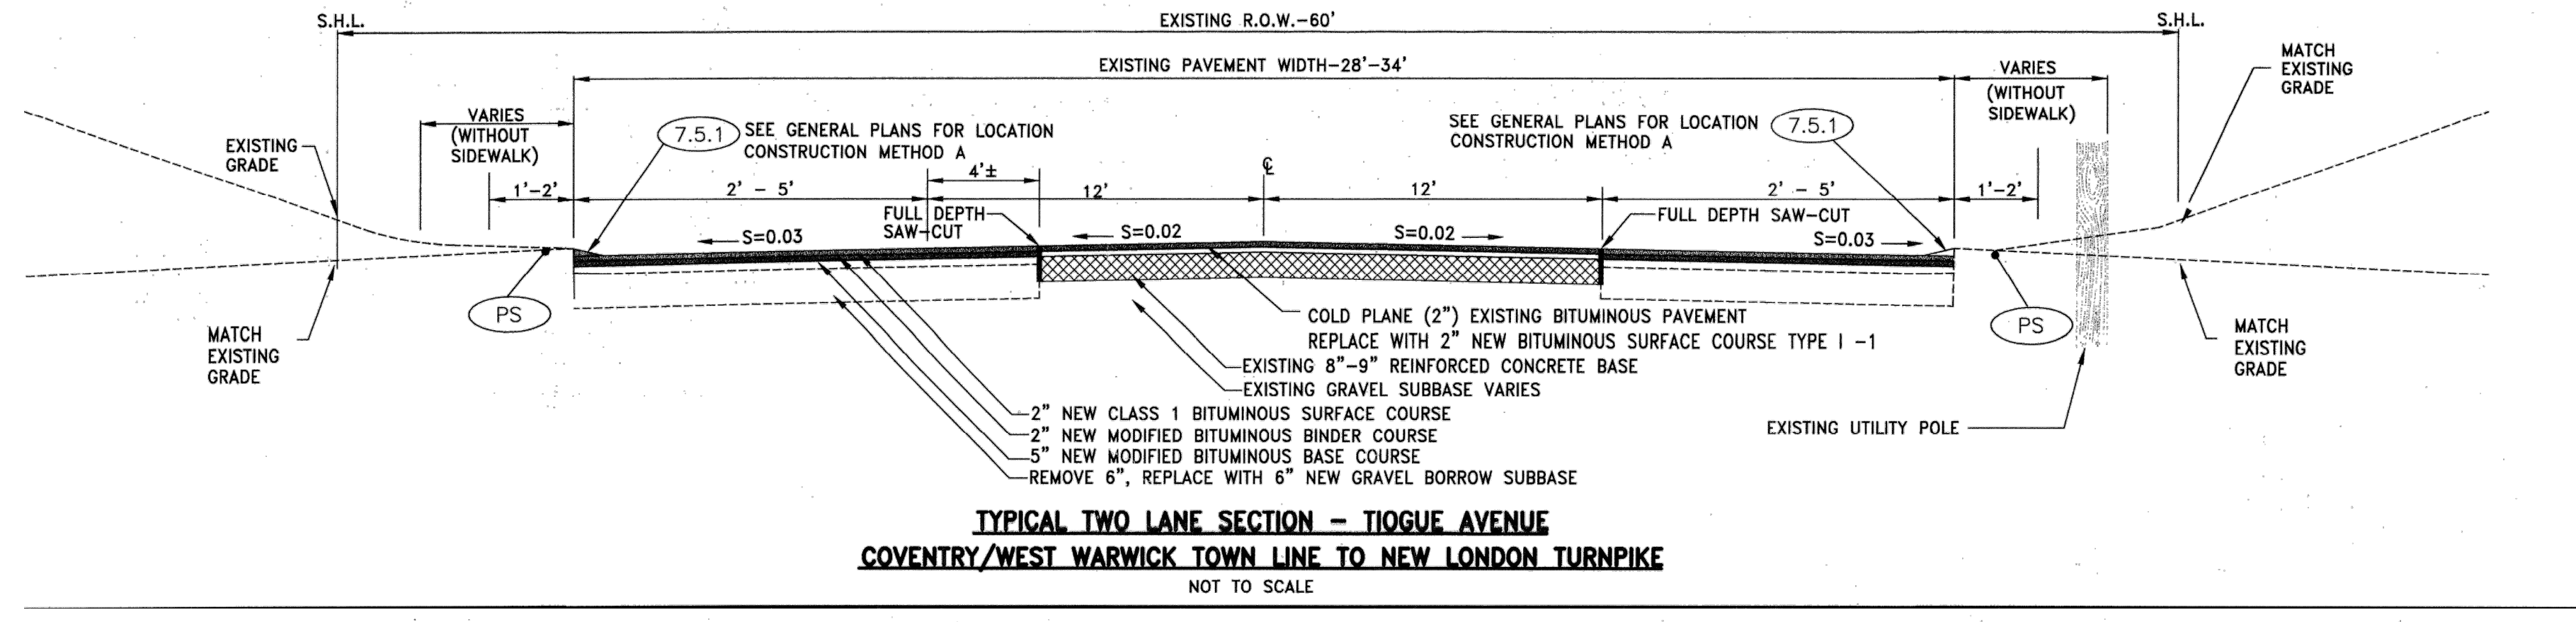 S.H.L.
EXISTING R.O.W.-60'
S.H.L.
EXISTING PAVEMENT WIDTH-28'-34'
MATCH
EXISTING
GRADE
VARIES
(WITHOUT
SIDEWALK)
VARIES
(WITHOUT
SIDEWALK)
EXISTING
GRADE
7.5.1
SEE GENERAL PLANS FOR LOCATION
CONSTRUCTION METHOD A
SEE GENERAL PLANS FOR LOCATION
CONSTRUCTION METHOD A
7.5.1
1'-2'
2' - 5'
4'±
12'
℄
12'
2' - 5'
1'-2'
FULL DEPTH
SAW-CUT
FULL DEPTH SAW-CUT
S=0.03
S=0.02
S=0.02
S=0.03
PS
PS
MATCH
EXISTING
GRADE
MATCH
EXISTING
GRADE
COLD PLANE (2") EXISTING BITUMINOUS PAVEMENT
REPLACE WITH 2" NEW BITUMINOUS SURFACE COURSE TYPE I -1
EXISTING 8"-9" REINFORCED CONCRETE BASE
EXISTING GRAVEL SUBBASE VARIES
2" NEW CLASS 1 BITUMINOUS SURFACE COURSE
2" NEW MODIFIED BITUMINOUS BINDER COURSE
5" NEW MODIFIED BITUMINOUS BASE COURSE
REMOVE 6", REPLACE WITH 6" NEW GRAVEL BORROW SUBBASE
EXISTING UTILITY POLE
TYPICAL TWO LANE SECTION - TIOGUE AVENUE
COVENTRY/WEST WARWICK TOWN LINE TO NEW LONDON TURNPIKE
NOT TO SCALE